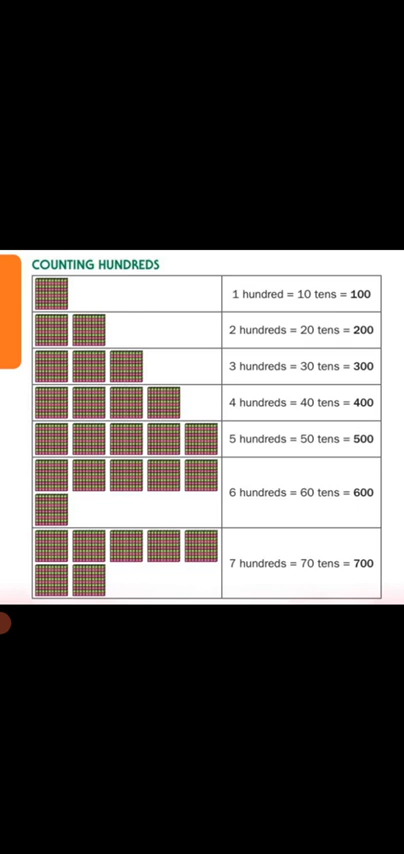 COUNTING HUNDREDS
1 hundred = 10 tens = 100
2 hundreds = 20 tens = 200
3 hundreds = 30 tens = 300
4 hundreds = 40 tens = 400
5 hundreds = 50 tens = 500
6 hundreds = 60 tens = 600
7 hundreds = 70 tens = 700